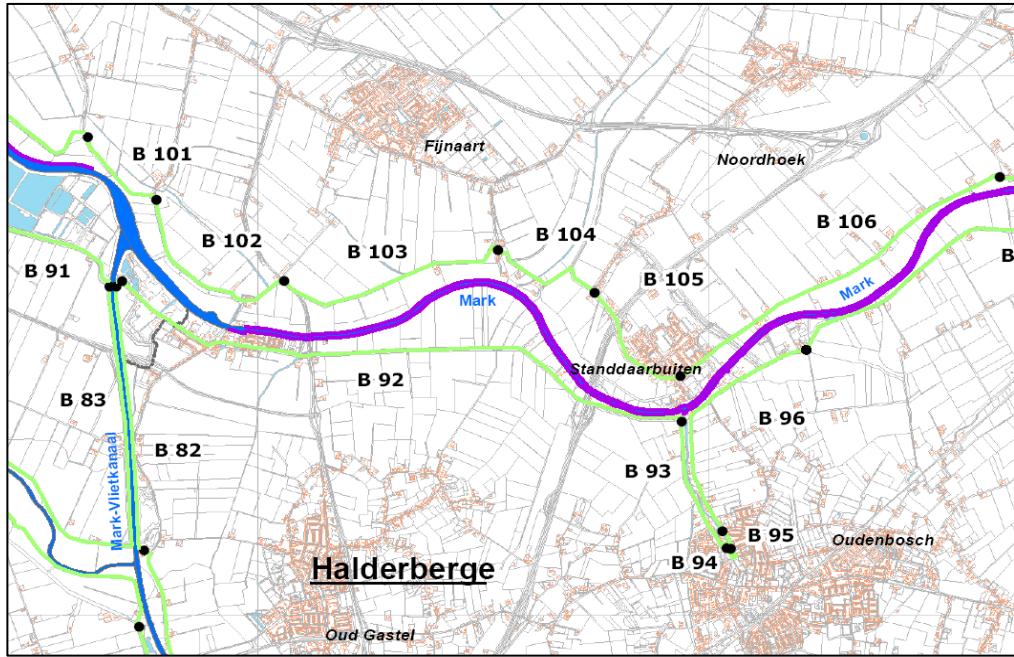 Fijnaart
B 101
Noordhoek
B 106
B 104
B 103
B 102
B
B 91
B 105
Mark
Mark
Standdaarbuiten
B 92
B 83
B 96
B 82
B 93
Mark-Vlietkanaal
B 95
Oudenbosch
B 94
Halderberge
Oud Gastel